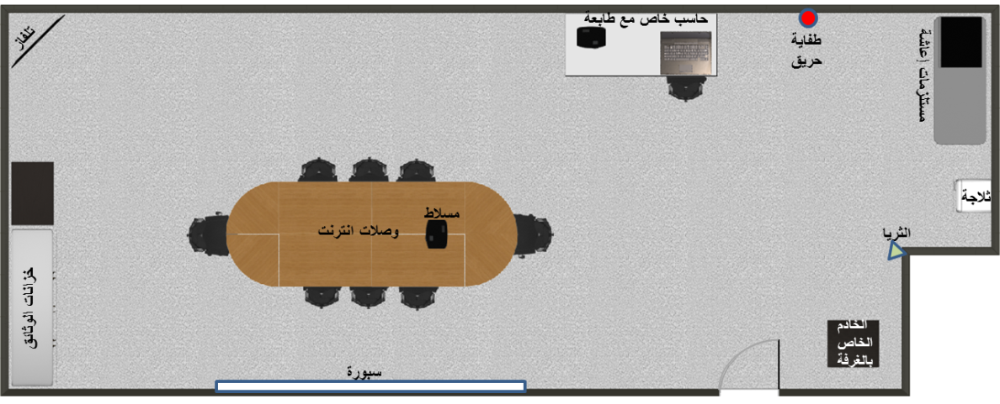 تلفاز
حاسب خاص مع طابعة
طفاية
حريق
مستلزمات إعاشة
ثلاجة
الثريا
مسلاط
وصلات انترنت
خزانات الوثائق
الخادم
الخاص
بالغرفة
سبورة